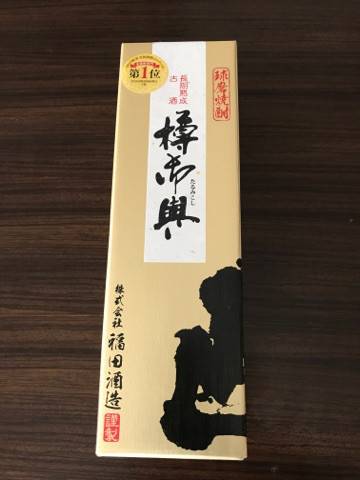 第1位
球磨焼酎
長期熟成
古酒
樽御輿
たるみこし
株式会社
福田酒造
謹製